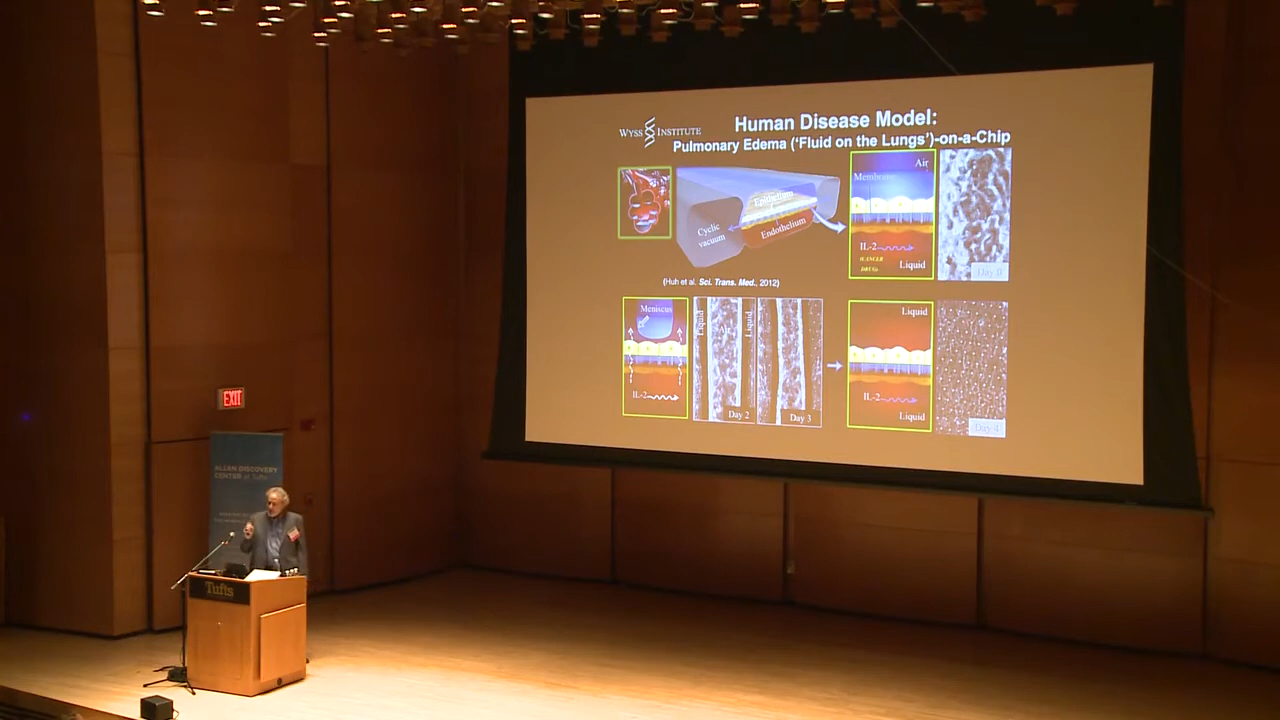 Human Disease Model:
WYSS INSTITUTE
Pulmonary Edema ('Fluid on the Lungs')-on-a-Chip
Air
Membrane
Epithelium
Endothelium
Cyclic
vacuum
IL-2
(CANCER
DRUG)
Liquid
Day 0
(Huh et al. Sci. Trans. Med., 2012)
Meniscus
IL-2
Liquid
Air
Liquid
Day 2
Day 3
Liquid
IL-2
Liquid
Day 4
EXIT
ALLEN DISCOVERY
CENTER at Tufts
Tufts